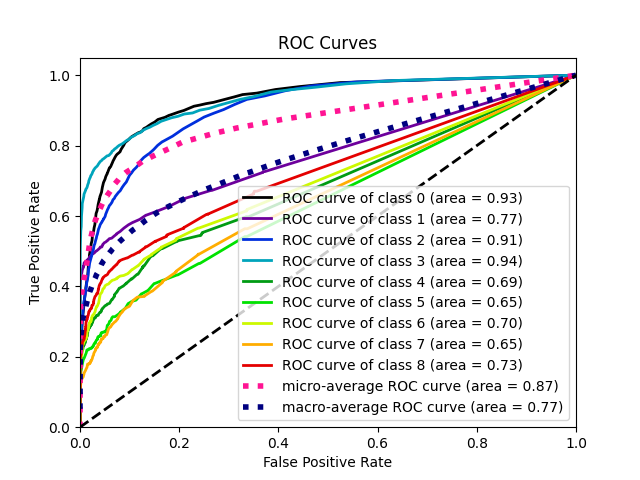 ROC Curves
1.0
0.8
0.6
0.4
0.2
0.0
True Positive Rate
ROC curve of class 0 (area = 0.93)
ROC curve of class 1 (area = 0.77)
ROC curve of class 2 (area = 0.91)
ROC curve of class 3 (area = 0.94)
ROC curve of class 4 (area = 0.69)
ROC curve of class 5 (area = 0.65)
ROC curve of class 6 (area = 0.70)
ROC curve of class 7 (area = 0.65)
ROC curve of class 8 (area = 0.73)
micro-average ROC curve (area = 0.87)
macro-average ROC curve (area = 0.77)
0.0 0.2 0.4 0.6 0.8 1.0
False Positive Rate